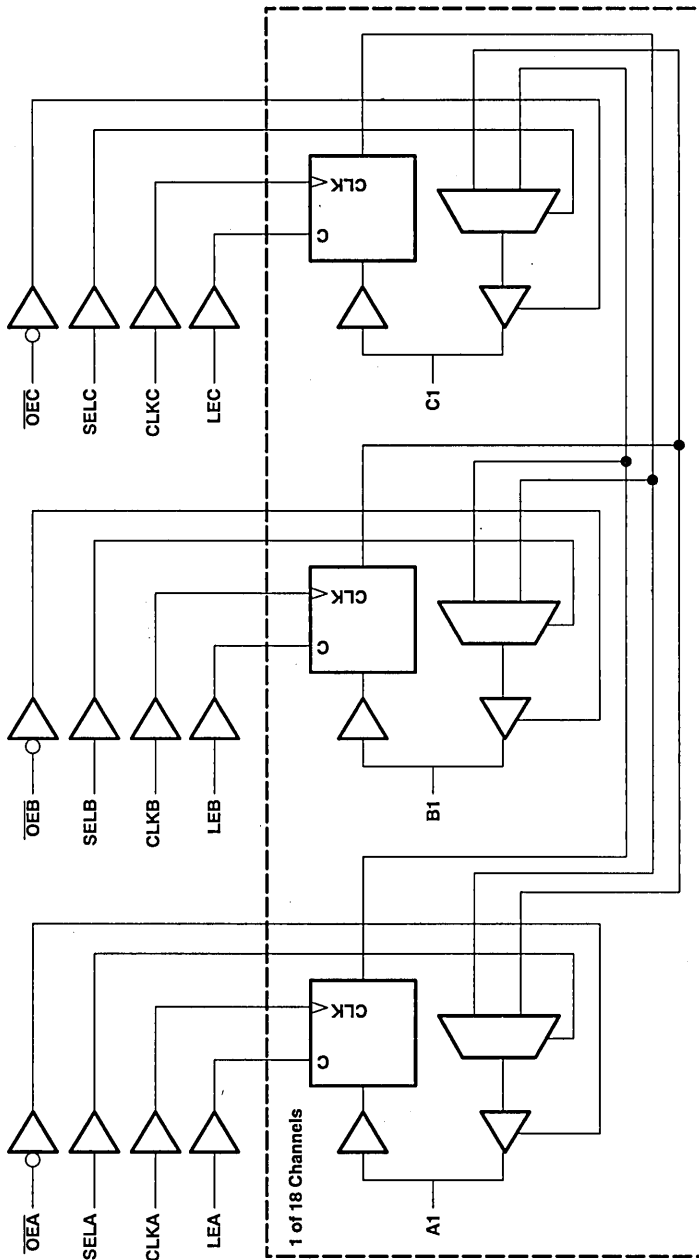 OEC
SELC
CLKC
LEC
C
CLK
C1
OEB
SELB
CLKB
LEB
C
CLK
B1
OEA
SELA
CLKA
LEA
C
CLK
1 of 18 Channels
A1